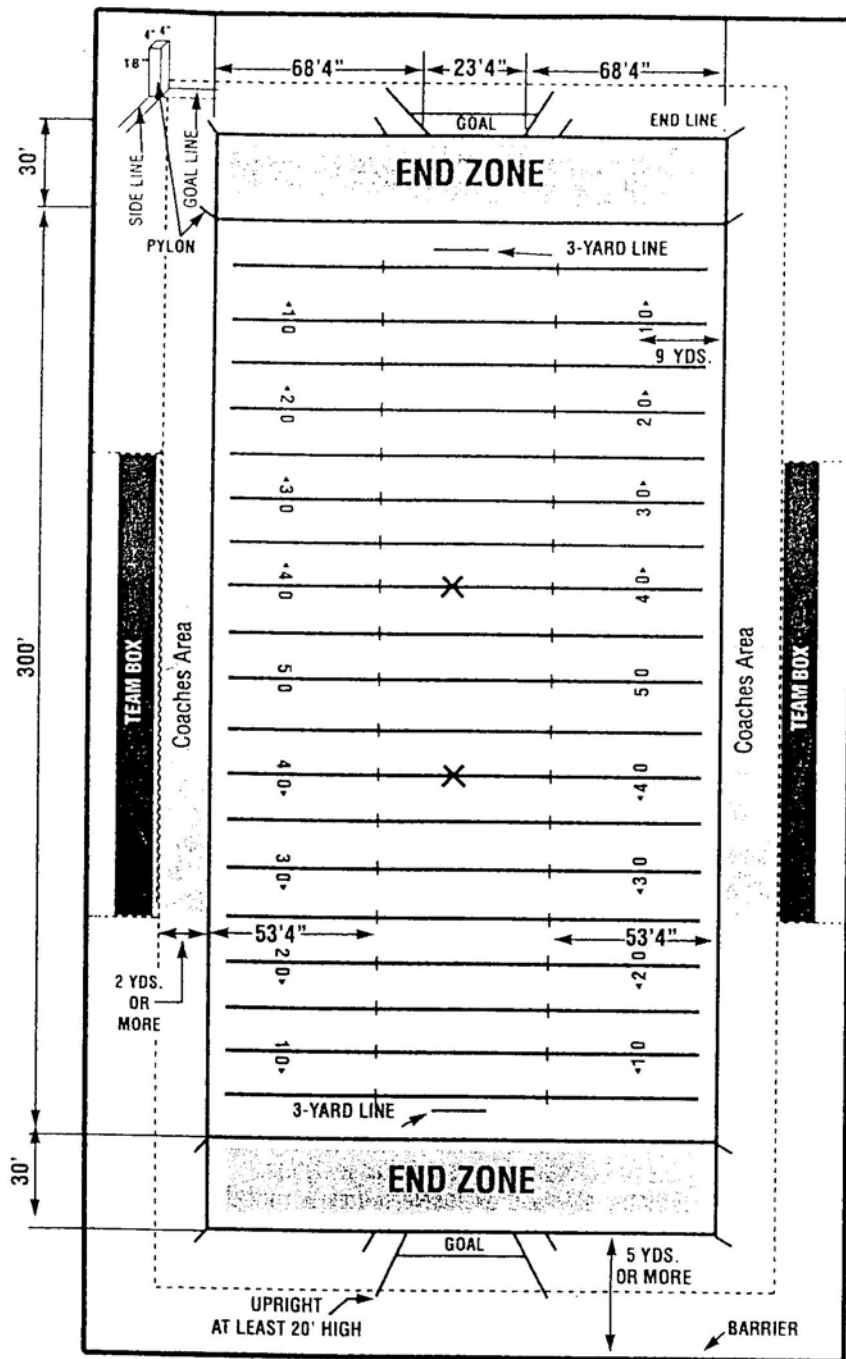 4" 4"
18"
68'4" 23'4" 68'4"
GOAL
END LINE
30'
SIDE LINE
GOAL LINE
PYLON
END ZONE
3-YARD LINE
10 10
9 YDS.
20 20
30 30
40 40
300'
TEAM BOX
Coaches Area
50 50
Coaches Area
TEAM BOX
40 40
30 30
53'4" 53'4"
2 YDS.
OR
MORE
20 20
10 10
3-YARD LINE
30'
END ZONE
GOAL
5 YDS.
OR MORE
UPRIGHT
AT LEAST 20' HIGH
BARRIER